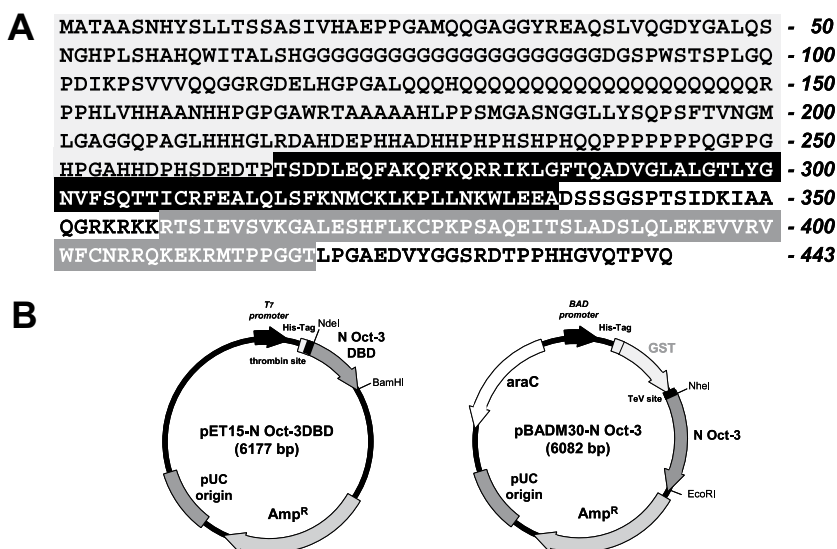 A
MATAASNHYSLLTSSASIVHAEPPGAMQQGAGGYREAQSLVQGDYGALQS - 50
NGHPLSHAHQWITALSHGGGGGGGGGGGGGGGGGGGGGDGSPWSTSPLGQ - 100
PDIKPSVVVQQGGRGDELHGPGALQQQHQQQQQQQQQQQQQQQQQQQQQR - 150
PPHLVHHAANHHPGPGAWRTAAAAAHLPPSMGASNGGLLYSQPSFTVNGM - 200
LGAGGQPAGLHHHGLRDAHDEPHHADHHPHPHSHPHQQPPPPPPPQGPPG - 250
HPGAHHDPHSDEDTPTSDDLEQFAKQFKQRRIKLGFTQADVGLALGTLYG - 300
NVFSQTTICRFEALQLSFKNMCKLKPLLNKWLEEADSSSGSPTSIDKIAA - 350
QGRKRKKRTSIEVSVKGALESHFLKCPKPSAQEITSLADSLQLEKEVVRV - 400
WFCNRRQKEKRMTPPGGTLPGAEDVYGGSRDTPPHHGVQTPVQ - 443
B
T7
promoter
His-Tag
NdeI
N Oct-3
DBD
thrombin site
BamHI
pET15-N Oct-3DBD
(6177 bp)
pUC
origin
AmpR
BAD
promoter
His-Tag
GST
araC
NheI
TeV site
pBADM30-N Oct-3
(6082 bp)
N Oct-3
pUC
origin
EcoRI
AmpR